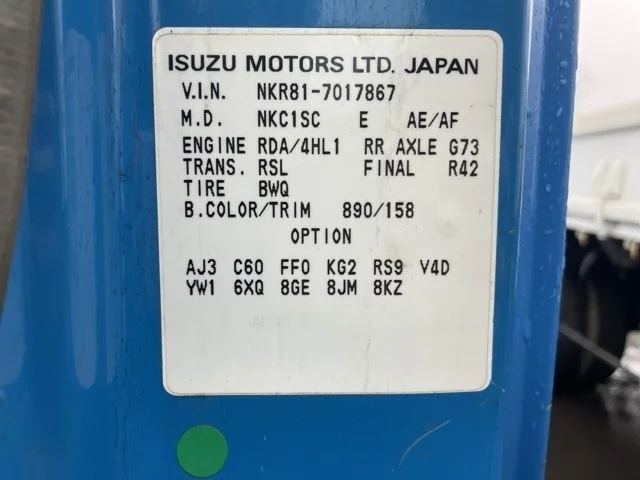 ISUZU MOTORS LTD. JAPAN
V.I.N. NKR81-7017867
M.D. NKC1SC E AE/AF
ENGINE RDA/4HL1 RR AXLE G73
TRANS. RSL FINAL R42
TIRE BWQ
B.COLOR/TRIM 890/158
OPTION
AJ3 C60 FF0 KG2 RS9 V4D
YW1 6XQ 8GE 8JM 8KZ